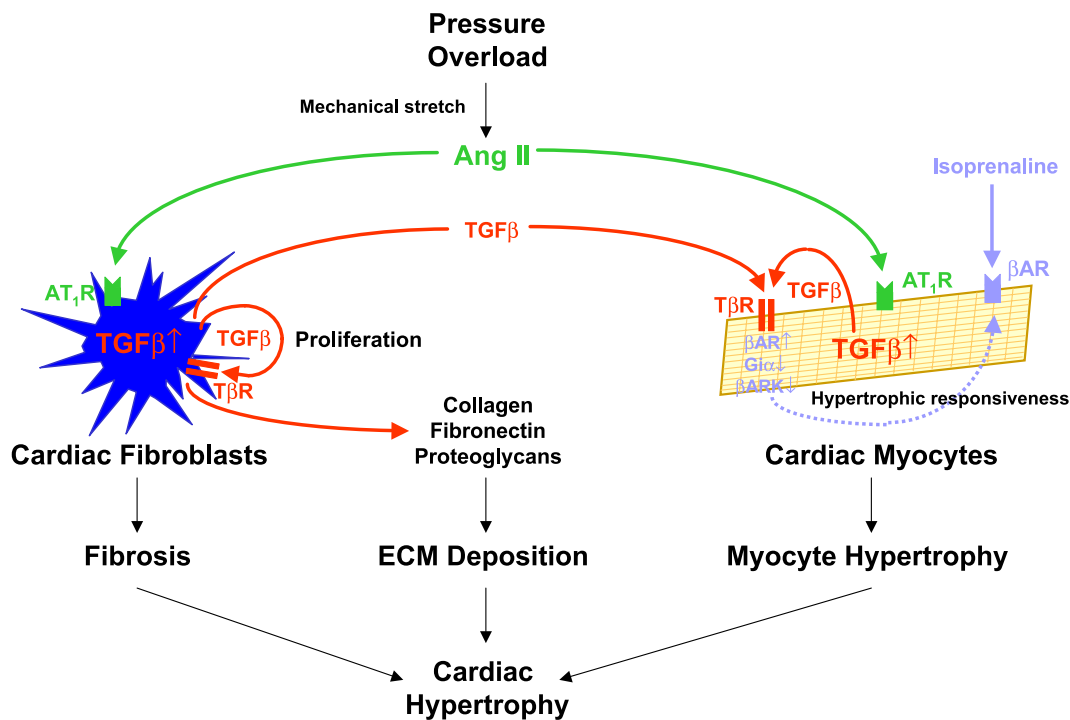 Pressure
Overload
Mechanical stretch
Ang II
Isoprenaline
TGFβ
AT₁R
βAR
TβR
TGFβ
AT₁R
TGFβ↑
TGFβ
Proliferation
TβR
βAR↑
Giα↓
βARK↓
TGFβ↑
Hypertrophic responsiveness
Collagen
Fibronectin
Proteoglycans
Cardiac Fibroblasts
Cardiac Myocytes
Fibrosis
ECM Deposition
Myocyte Hypertrophy
Cardiac
Hypertrophy